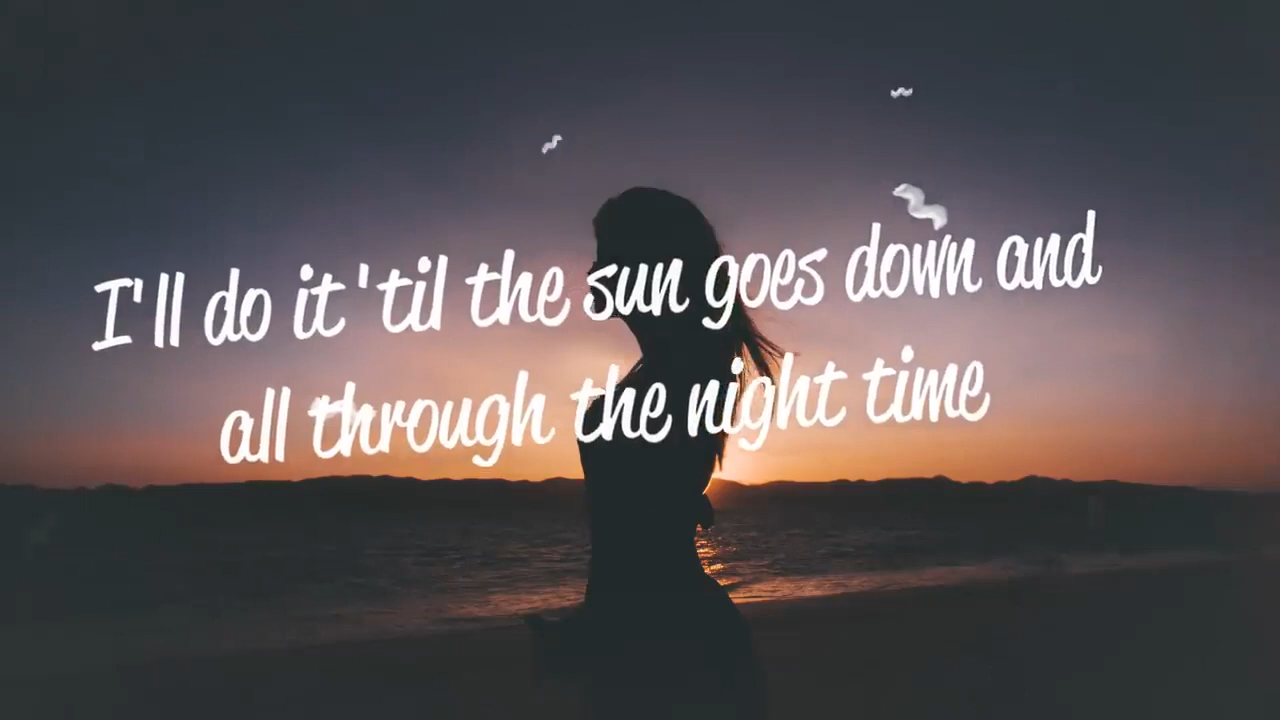 I'll do it 'til the sun goes down and
all through the night time